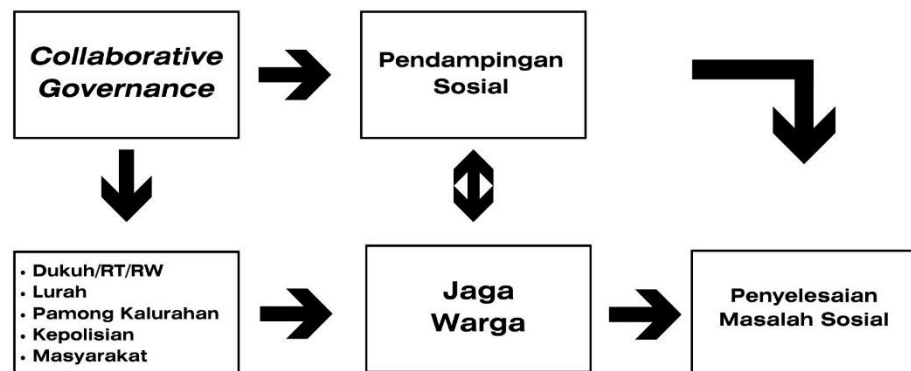 Collaborative
Governance
Pendampingan
Sosial
• Dukuh/RT/RW
• Lurah
• Pamong Kalurahan
• Kepolisian
• Masyarakat
Jaga
Warga
Penyelesaian
Masalah Sosial